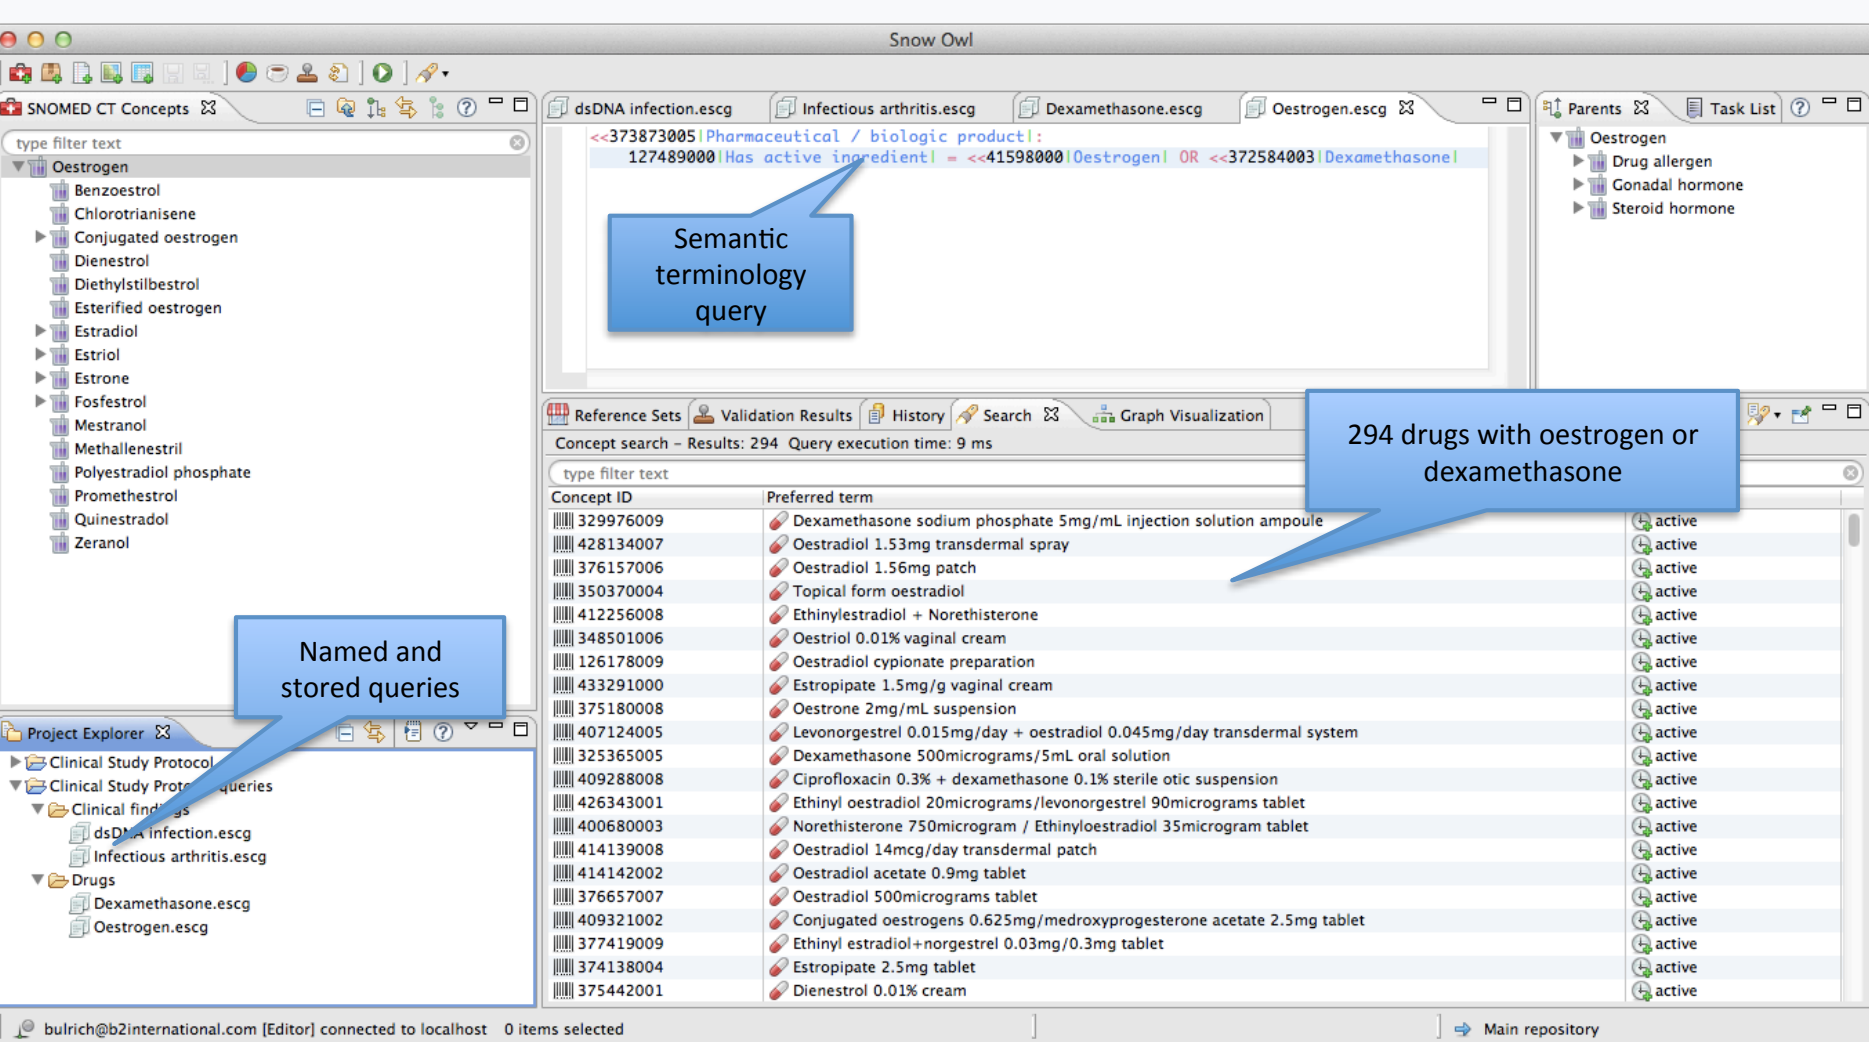 Snow Owl
SNOMED CT Concepts
type filter text
Oestrogen
Benzoestrol
Chlorotrianisene
Conjugated oestrogen
Dienestrol
Diethylstilbestrol
Esterified oestrogen
Estradiol
Estriol
Estrone
Fosfestrol
Mestranol
Methallenestril
Polyestradiol phosphate
Promethestrol
Quinestradol
Zeranol
Named and
stored queries
Project Explorer
Clinical Study Protocol
Clinical Study Protocol queries
Clinical findings
dsDNA infection.escg
Infectious arthritis.escg
Drugs
Dexamethasone.escg
Oestrogen.escg
dsDNA infection.escg Infectious arthritis.escg Dexamethasone.escg Oestrogen.escg
<<373873005|Pharmaceutical / biologic product|:
127489000|Has active ingredient| = <<41598000|Oestrogen| OR <<372584003|Dexamethasone|
Semantic
terminology
query
Parents Task List
Oestrogen
Drug allergen
Gonadal hormone
Steroid hormone
Reference Sets Validation Results History Search Graph Visualization
Concept search – Results: 294 Query execution time: 9 ms
294 drugs with oestrogen or
dexamethasone
type filter text
Concept ID Preferred term
329976009 Dexamethasone sodium phosphate 5mg/mL injection solution ampoule active
428134007 Oestradiol 1.53mg transdermal spray active
376157006 Oestradiol 1.56mg patch active
350370004 Topical form oestradiol active
412256008 Ethinylestradiol + Norethisterone active
348501006 Oestriol 0.01% vaginal cream active
126178009 Oestradiol cypionate preparation active
433291000 Estropipate 1.5mg/g vaginal cream active
375180008 Oestrone 2mg/mL suspension active
407124005 Levonorgestrel 0.015mg/day + oestradiol 0.045mg/day transdermal system active
325365005 Dexamethasone 500micrograms/5mL oral solution active
409288008 Ciprofloxacin 0.3% + dexamethasone 0.1% sterile otic suspension active
426343001 Ethinyl oestradiol 20micrograms/levonorgestrel 90micrograms tablet active
400680003 Norethisterone 750microgram / Ethinyloestradiol 35microgram tablet active
414139008 Oestradiol 14mcg/day transdermal patch active
414142002 Oestradiol acetate 0.9mg tablet active
376657007 Oestradiol 500micrograms tablet active
409321002 Conjugated oestrogens 0.625mg/medroxyprogesterone acetate 2.5mg tablet active
377419009 Ethinyl estradiol+norgestrel 0.03mg/0.3mg tablet active
374138004 Estropipate 2.5mg tablet active
375442001 Dienestrol 0.01% cream active
bulrich@b2international.com [Editor] connected to localhost 0 items selected
Main repository